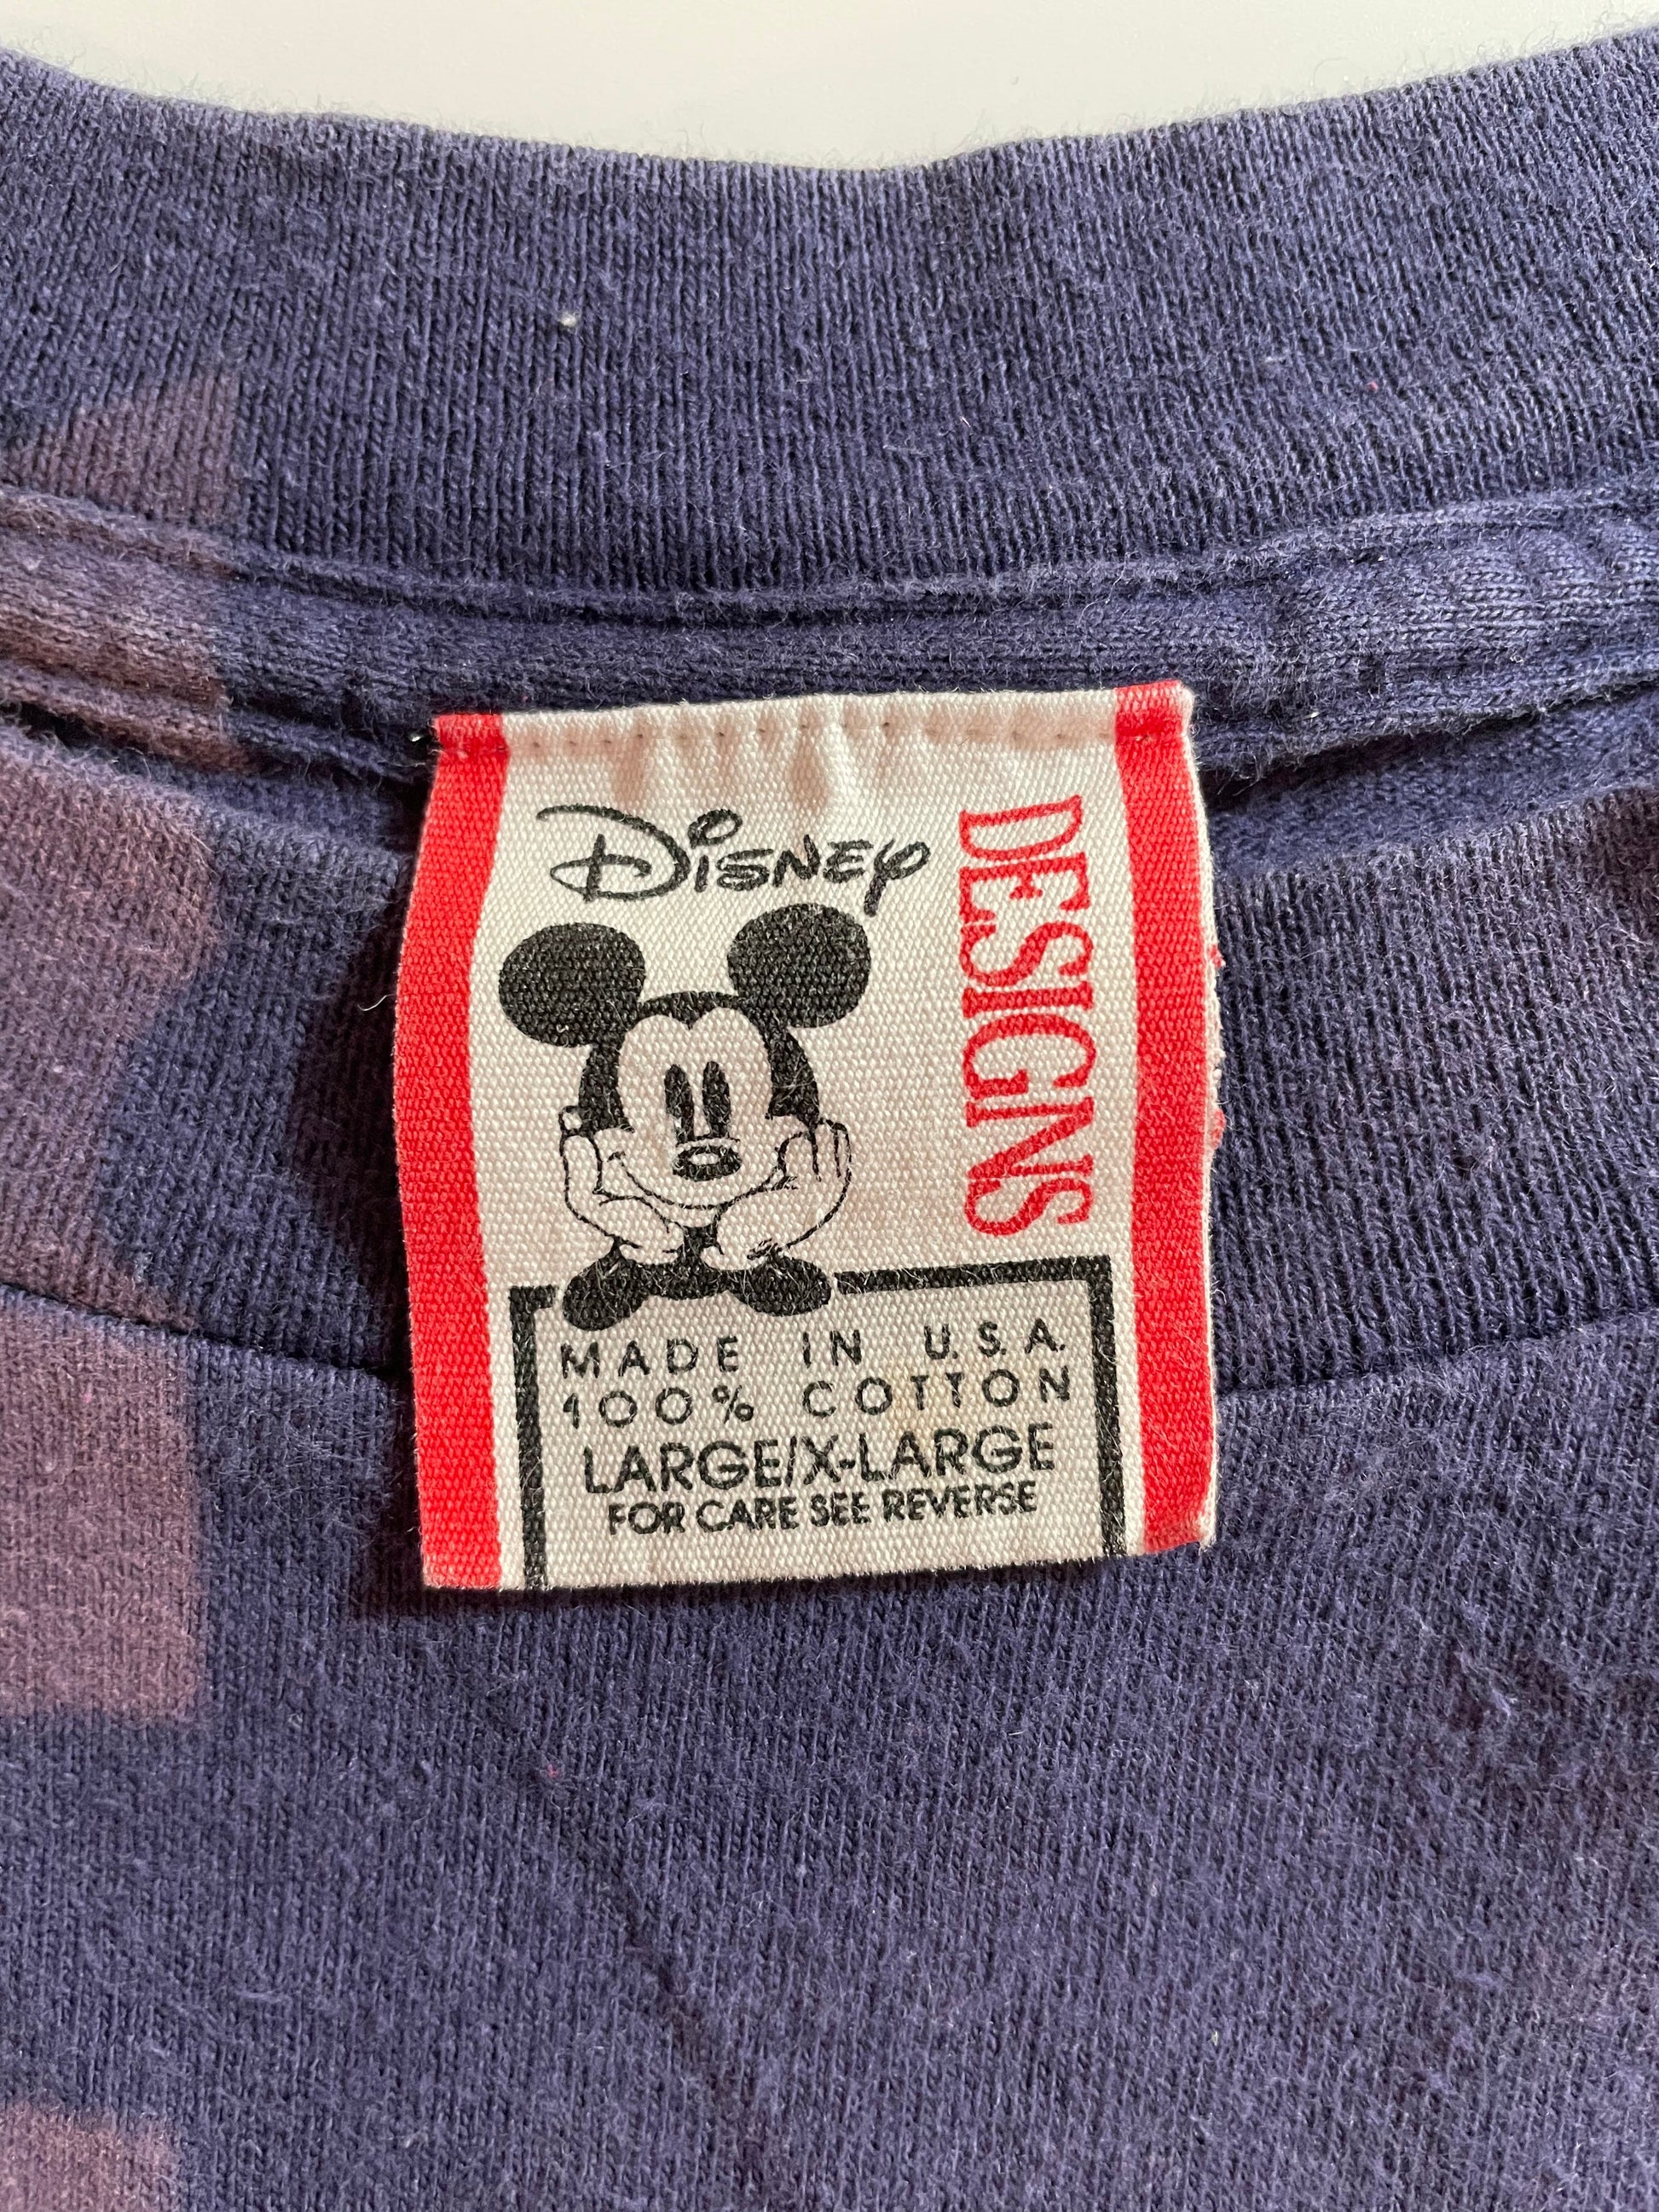 Disney
DESIGNS
MADE IN U.S.A.
100% COTTON
LARGE/X-LARGE
FOR CARE SEE REVERSE